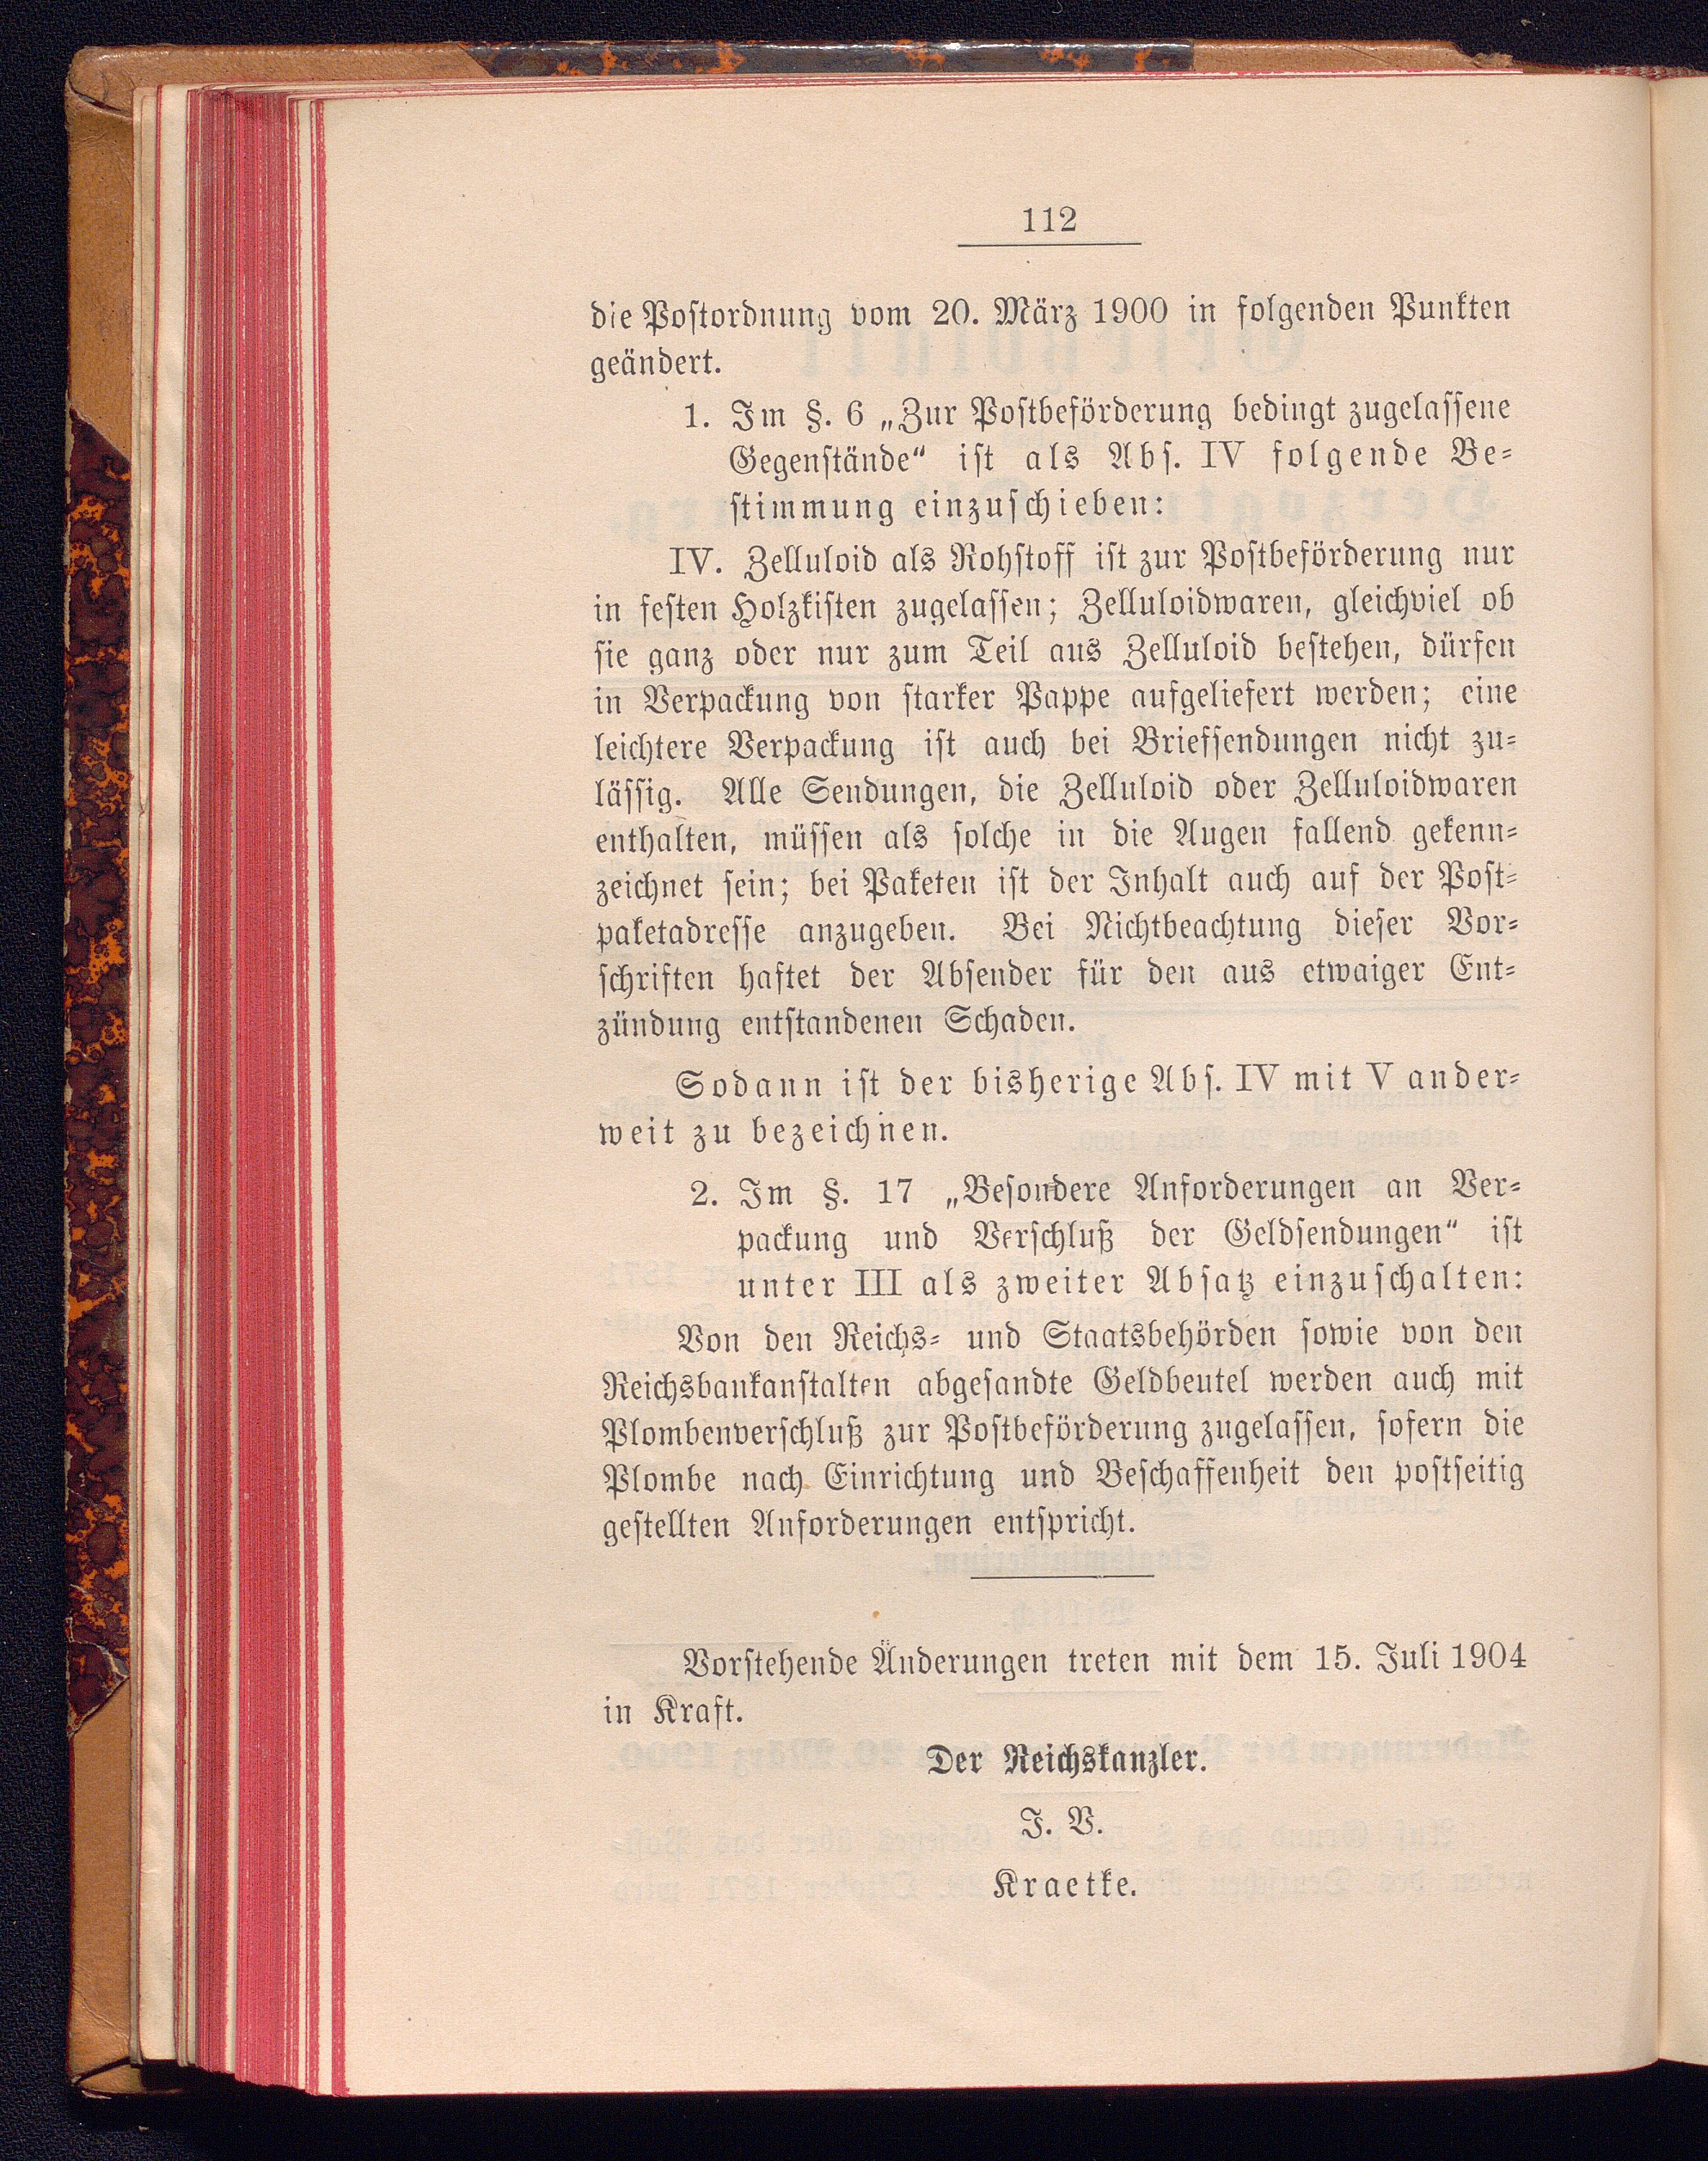 112
die Postordnung vom 20. März 1900 in folgenden Punkten
geändert.
1. Im §. 6 „Zur Postbeförderung bedingt zugelassene
Gegenstände“ ist als Abs. IV folgende Be-
stimmung einzuschieben:
IV. Zelluloid als Rohstoff ist zur Postbeförderung nur
in festen Holzkisten zugelassen; Zelluloidwaren, gleichviel ob
sie ganz oder nur zum Teil aus Zelluloid bestehen, dürfen
in Verpackung von starker Pappe aufgeliefert werden; eine
leichtere Verpackung ist auch bei Briefsendungen nicht zu-
lässig. Alle Sendungen, die Zelluloid oder Zelluloidwaren
enthalten, müssen als solche in die Augen fallend gekenn-
zeichnet sein; bei Paketen ist der Inhalt auch auf der Post-
paketadresse anzugeben. Bei Nichtbeachtung dieser Vor-
schriften haftet der Absender für den aus etwaiger Ent-
zündung entstandenen Schaden.
Sodann ist der bisherige Abs. IV mit V ander-
weit zu bezeichnen.
2. Im §. 17 „Besondere Anforderungen an Ver-
packung und Verschluß der Geldsendungen“ ist
unter III als zweiter Absatz einzuschalten:
Von den Reichs- und Staatsbehörden sowie von den
Reichsbankanstalten abgesandte Geldbeutel werden auch mit
Plombenverschluß zur Postbeförderung zugelassen, sofern die
Plombe nach Einrichtung und Beschaffenheit den postseitig
gestellten Anforderungen entspricht.
Vorstehende Änderungen treten mit dem 15. Juli 1904
in Kraft.
Der Reichskanzler.
J. V.
Kraetke.